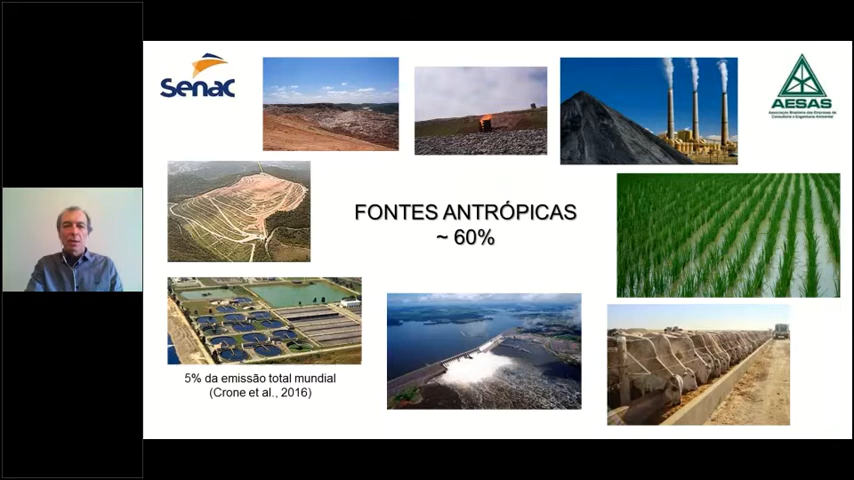 Senac
AESAS
Associação Brasileira das Empresas de
Consultoria e Engenharia Ambiental
FONTES ANTRÓPICAS
~ 60%
5% da emissão total mundial
(Crone et al., 2016)